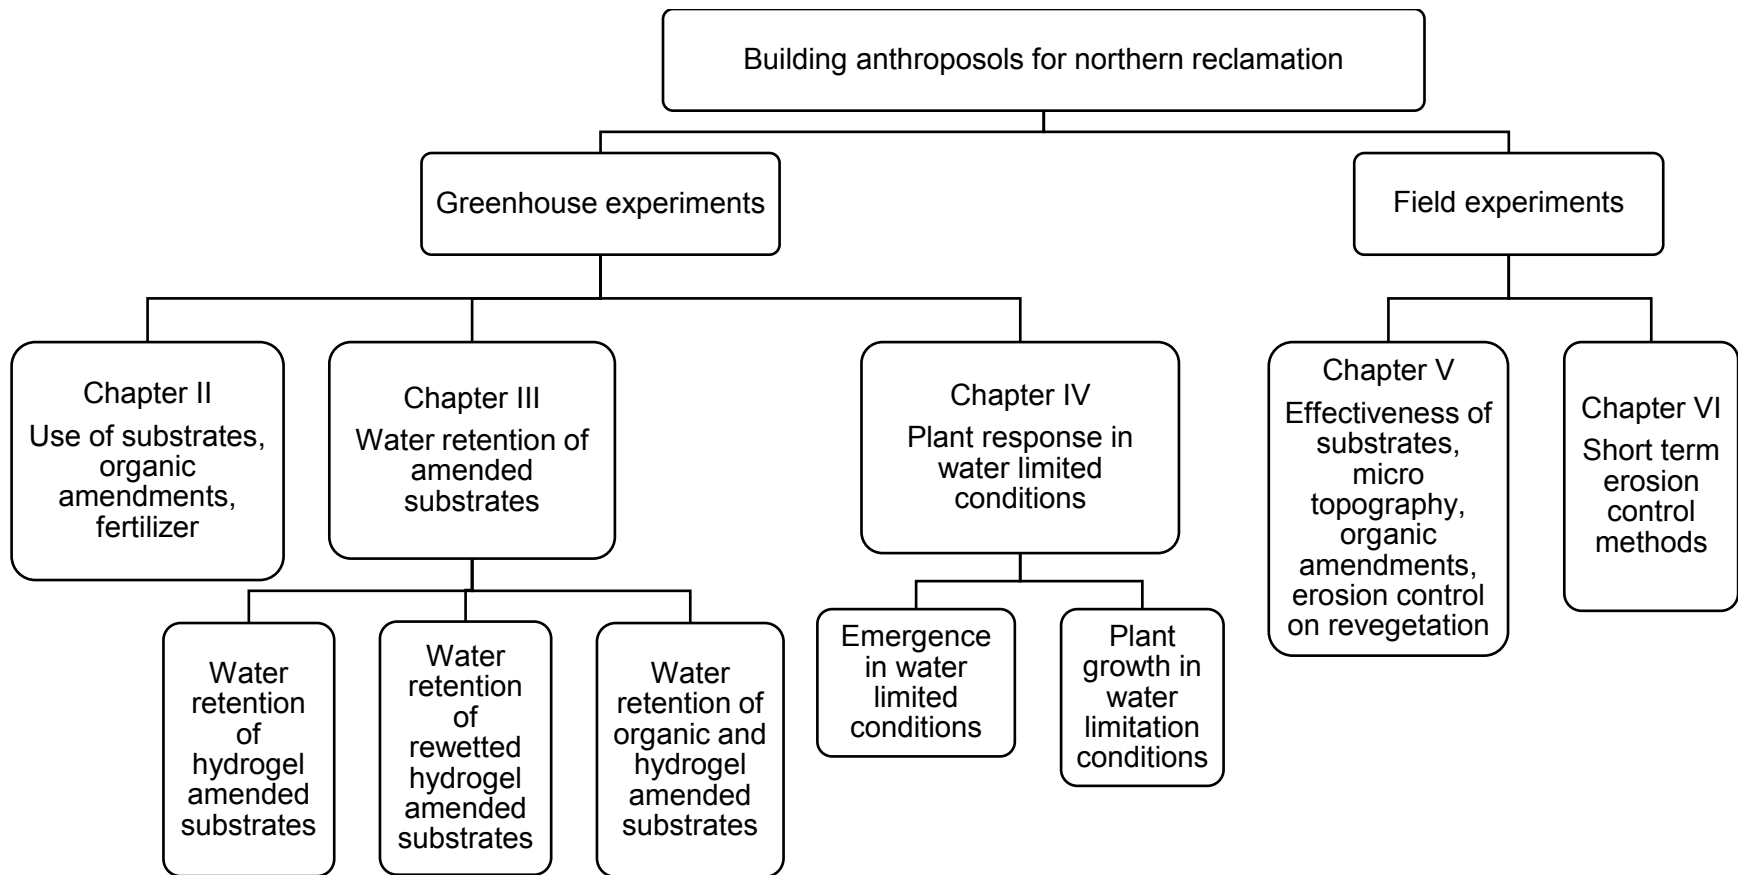 Building anthroposols for northern reclamation
Greenhouse experiments
Field experiments
Chapter II
Use of substrates,
organic
amendments,
fertilizer
Chapter III
Water retention of
amended
substrates
Chapter IV
Plant response in
water limited
conditions
Chapter V
Effectiveness of
substrates,
micro
topography,
organic
amendments,
erosion control
on revegetation
Chapter VI
Short term
erosion
control
methods
Water
retention
of
hydrogel
amended
substrates
Water
retention
of
rewetted
hydrogel
amended
substrates
Water
retention of
organic and
hydrogel
amended
substrates
Emergence
in water
limited
conditions
Plant
growth in
water
limitation
conditions